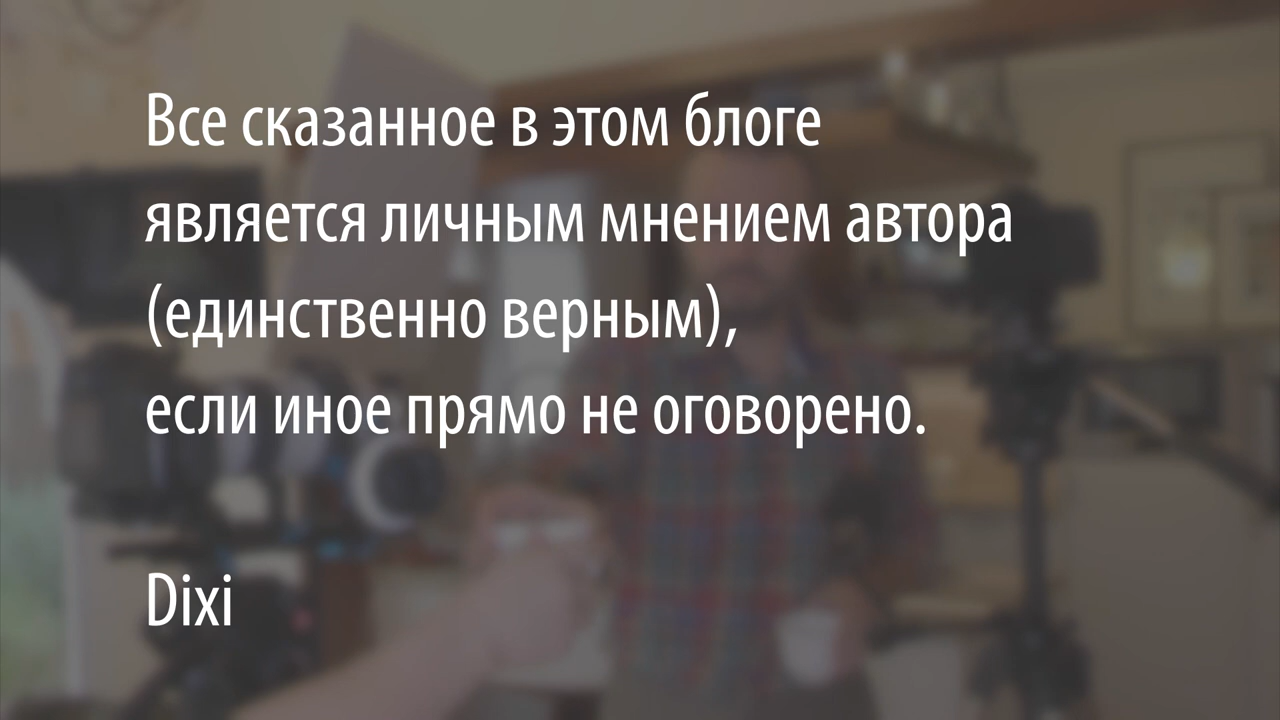 Все сказанное в этом блоге
является личным мнением автора
(единственно верным),
если иное прямо не оговорено.
Dixi